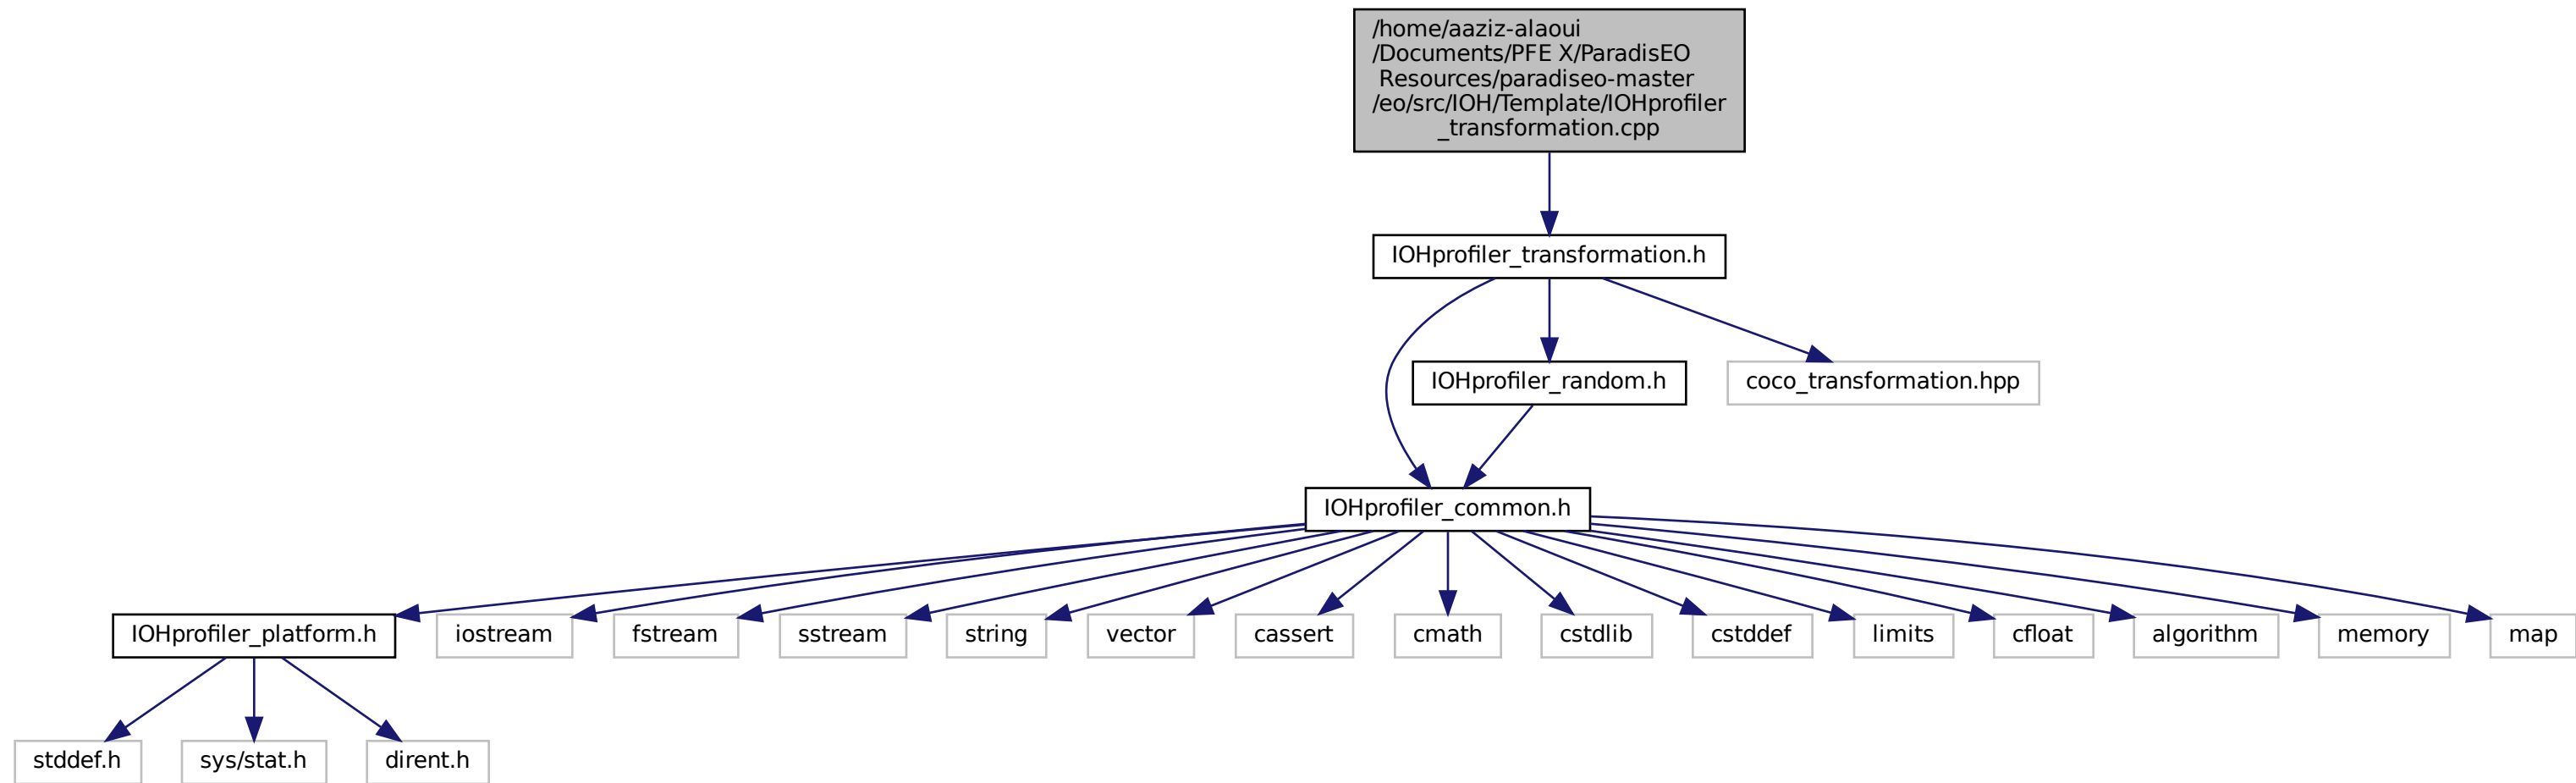 /home/aaziz-alaoui
/Documents/PFE X/ParadisEO
Resources/paradiseo-master
/eo/src/IOH/Template/IOHprofiler
_transformation.cpp
IOHprofiler_transformation.h
IOHprofiler_random.h
coco_transformation.hpp
IOHprofiler_common.h
IOHprofiler_platform.h
iostream
fstream
sstream
string
vector
cassert
cmath
cstdlib
cstddef
limits
cfloat
algorithm
memory
map
stddef.h
sys/stat.h
dirent.h